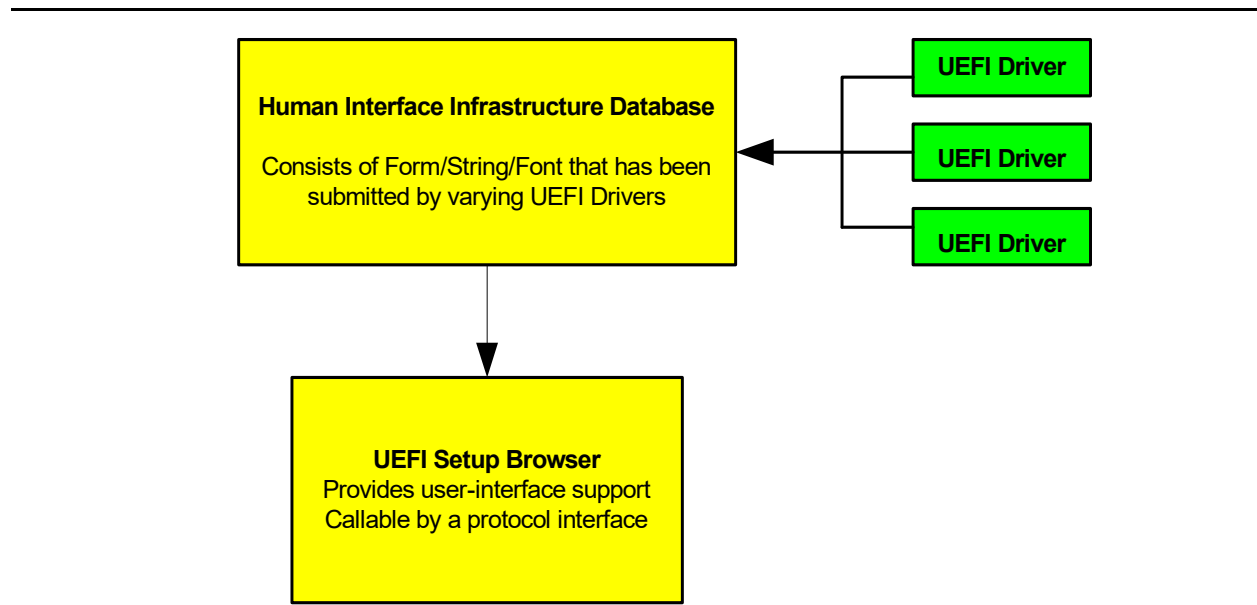 Human Interface Infrastructure Database
Consists of Form/String/Font that has been
submitted by varying UEFI Drivers
UEFI Driver
UEFI Driver
UEFI Driver
UEFI Setup Browser
Provides user-interface support
Callable by a protocol interface